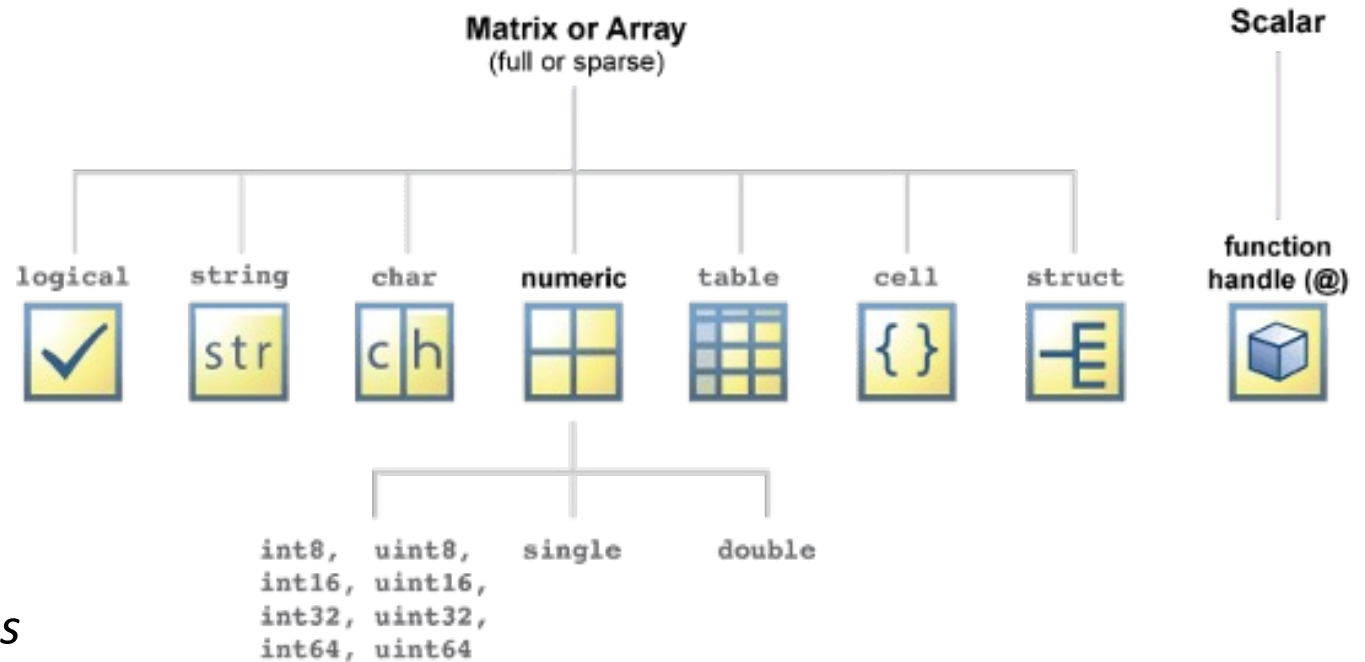 Matrix or Array
(full or sparse)
Scalar
logical
string
char
numeric
table
cell
struct
function
handle (@)
str
ch
{ }
int8, uint8,
int16, uint16,
int32, uint32,
int64, uint64
single
double
s